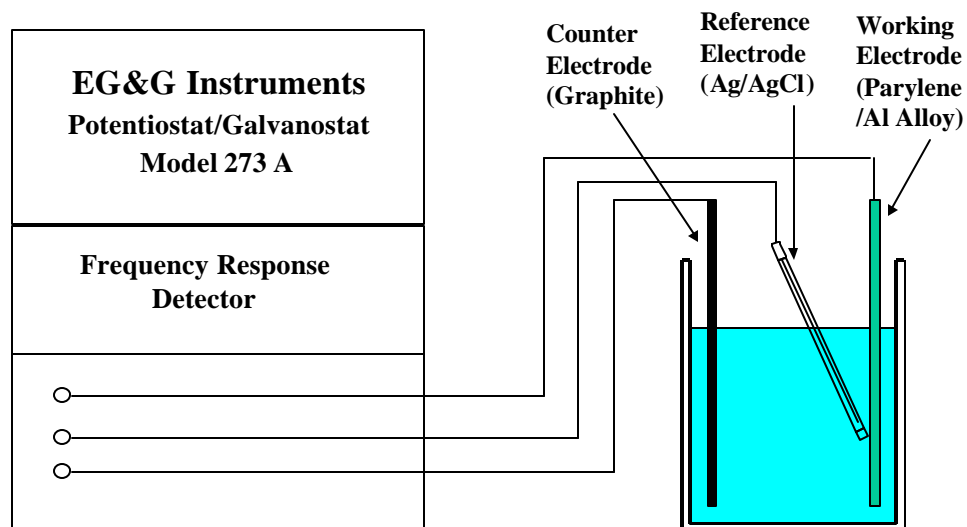 EG&G Instruments
Potentiostat/Galvanostat
Model 273 A
Frequency Response
Detector
Counter
Electrode
(Graphite)
Reference
Electrode
(Ag/AgCl)
Working
Electrode
(Parylene
/Al Alloy)